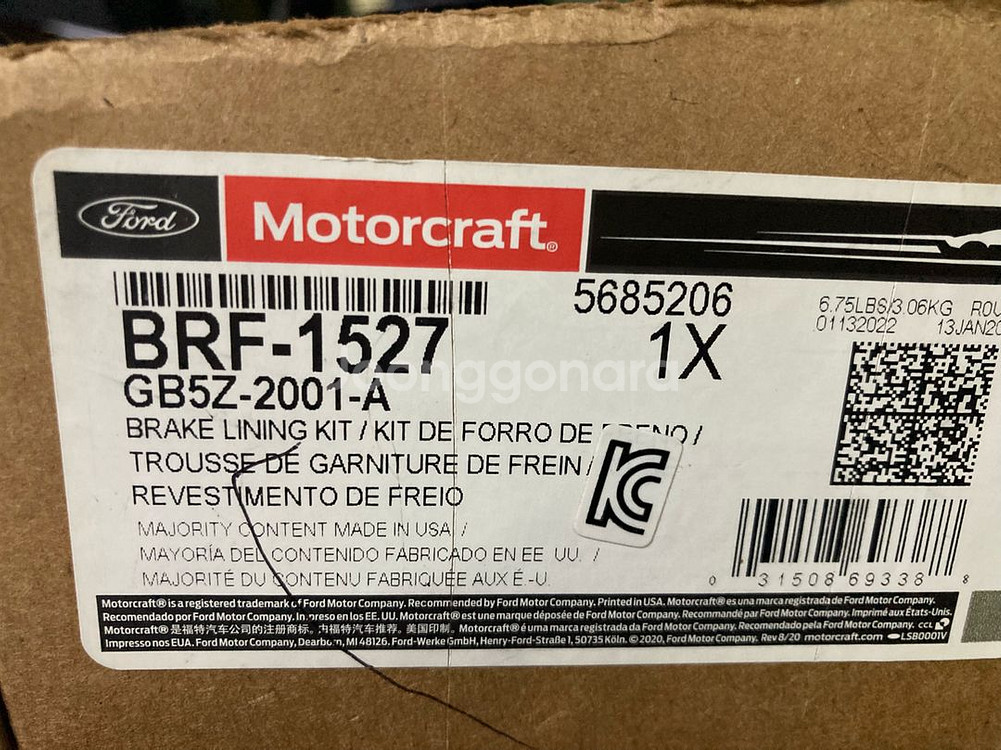 Ford
Motorcraft®
5685206
6.75LBS/3.06KG ROU
BRF-1527
1X
01132022 13JAN20
GB5Z-2001-A
BRAKE LINING KIT / KIT DE FORRO DE FRENO /
TROUSSE DE GARNITURE DE FREIN /
REVESTIMENTO DE FREIO
MAJORITY CONTENT MADE IN USA /
MAYORÍA DEL CONTENIDO FABRICADO EN EE. UU. /
MAJORITÉ DU CONTENU FABRIQUÉE AUX É.-U.
0 31508 69338 8
Motorcraft® is a registered trademark of Ford Motor Company. Recommended by Ford Motor Company. Printed in U.S.A. Motorcraft® es una marca registrada de Ford Motor Company.
Recomendado por Ford Motor Company. Impreso en los EE. UU. Motorcraft® est une marque déposée de Ford Motor Company. Recommandé par Ford Motor Company. Imprimé aux États-Unis.
Motorcraft® 是福特汽车公司的注册商标。为福特汽车推荐。美国印制。Motorcraft® é uma marca registrada da Ford Motor Company. Recomendado pela Ford Motor Company. CCL
Impresso nos EUA. Ford Motor Company, Dearborn, MI 48126. Ford-Werke GmbH, Henry-Ford-Straße 1, 50735 Köln. © 2020, Ford Motor Company. Rev 8/20 motorcraft.com LSB0001V
joonggonara